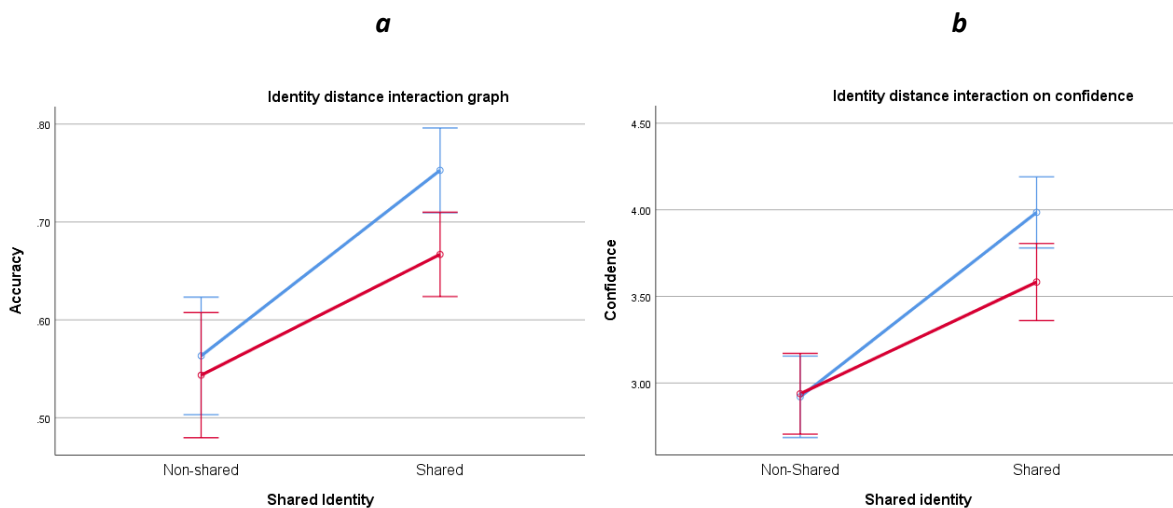 a
Identity distance interaction graph
.80
.70
.60
.50
Accuracy
Non-shared
Shared
Shared Identity
b
Identity distance interaction on confidence
4.50
4.00
3.50
3.00
Confidence
Non-Shared
Shared
Shared identity